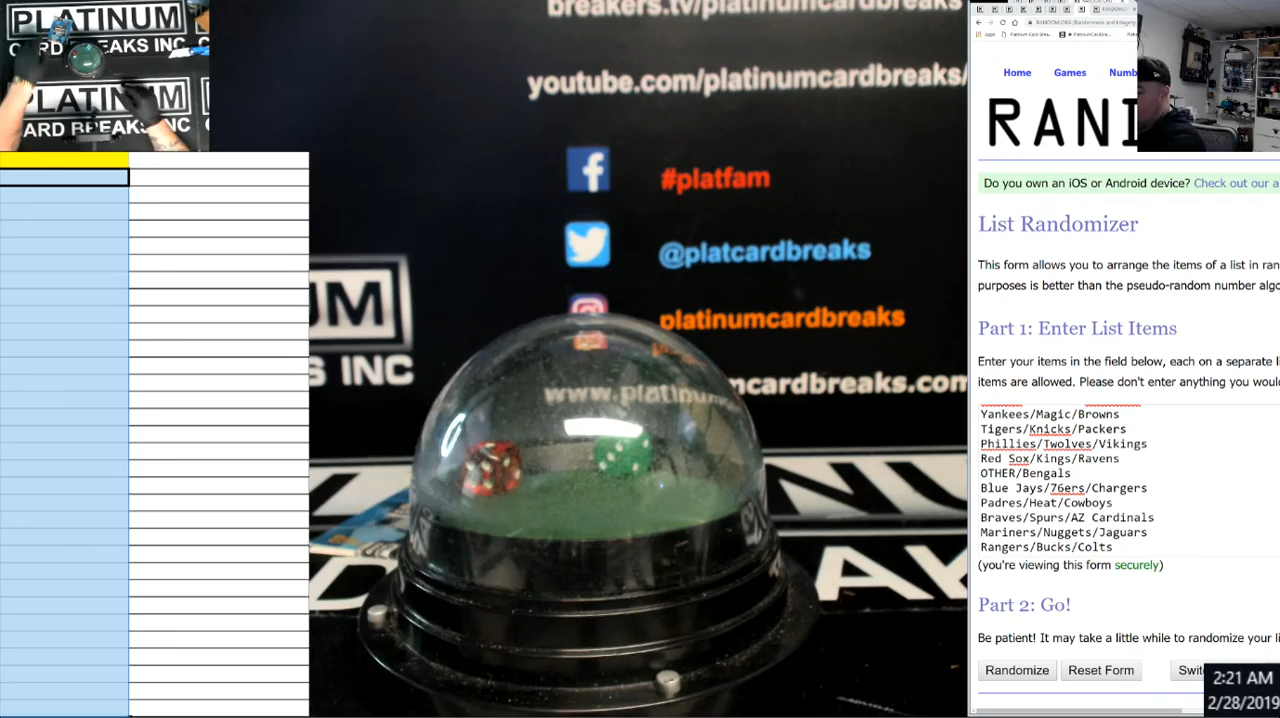 PLATINUM
CARD BREAKS INC
PLATINUM
CARD BREAKS INC
breakers.tv/platinumcardbreaks
youtube.com/platinumcardbreaks/
#platfam
@platcardbreaks
platinumcardbreaks
www.platinumcardbreaks.com
UM
S INC
Home Games Numb
RAN
Do you own an iOS or Android device? Check out our a
List Randomizer
This form allows you to arrange the items of a list in ran
purposes is better than the pseudo-random number algo
Part 1: Enter List Items
Enter your items in the field below, each on a separate li
items are allowed. Please don't enter anything you would
Yankees/Magic/Browns
Tigers/Knicks/Packers
Phillies/Twolves/Vikings
Red Sox/Kings/Ravens
OTHER/Bengals
Blue Jays/76ers/Chargers
Padres/Heat/Cowboys
Braves/Spurs/AZ Cardinals
Mariners/Nuggets/Jaguars
Rangers/Bucks/Colts
(you're viewing this form securely)
Part 2: Go!
Be patient! It may take a little while to randomize your li
Randomize Reset Form Swit
2:21 AM
2/28/2019